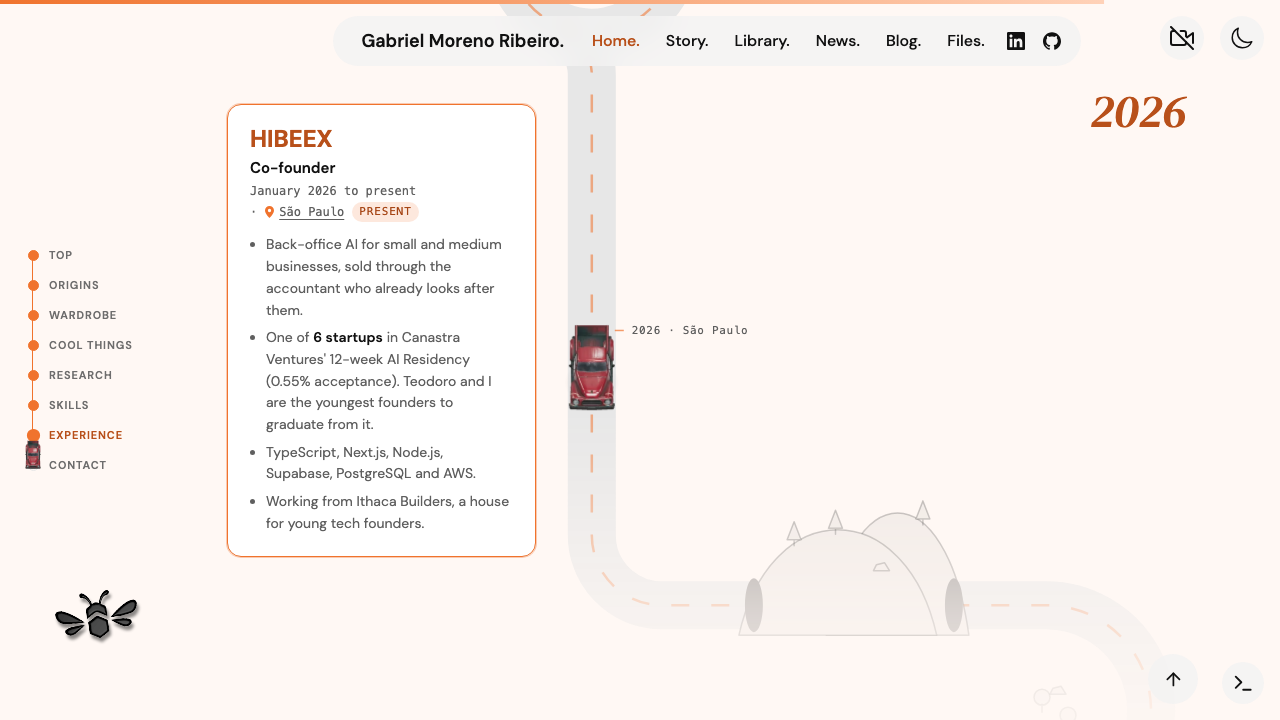 Gabriel Moreno Ribeiro. Home. Story. Library. News. Blog. Files.
2026
HIBEEX
Co-founder
January 2026 to present
· São Paulo PRESENT
Back-office AI for small and medium
businesses, sold through the
accountant who already looks after
them.
One of 6 startups in Canastra
Ventures' 12-week AI Residency
(0.55% acceptance). Teodoro and I
are the youngest founders to
graduate from it.
TypeScript, Next.js, Node.js,
Supabase, PostgreSQL and AWS.
Working from Ithaca Builders, a house
for young tech founders.
2026 · São Paulo
TOP
ORIGINS
WARDROBE
COOL THINGS
RESEARCH
SKILLS
EXPERIENCE
CONTACT